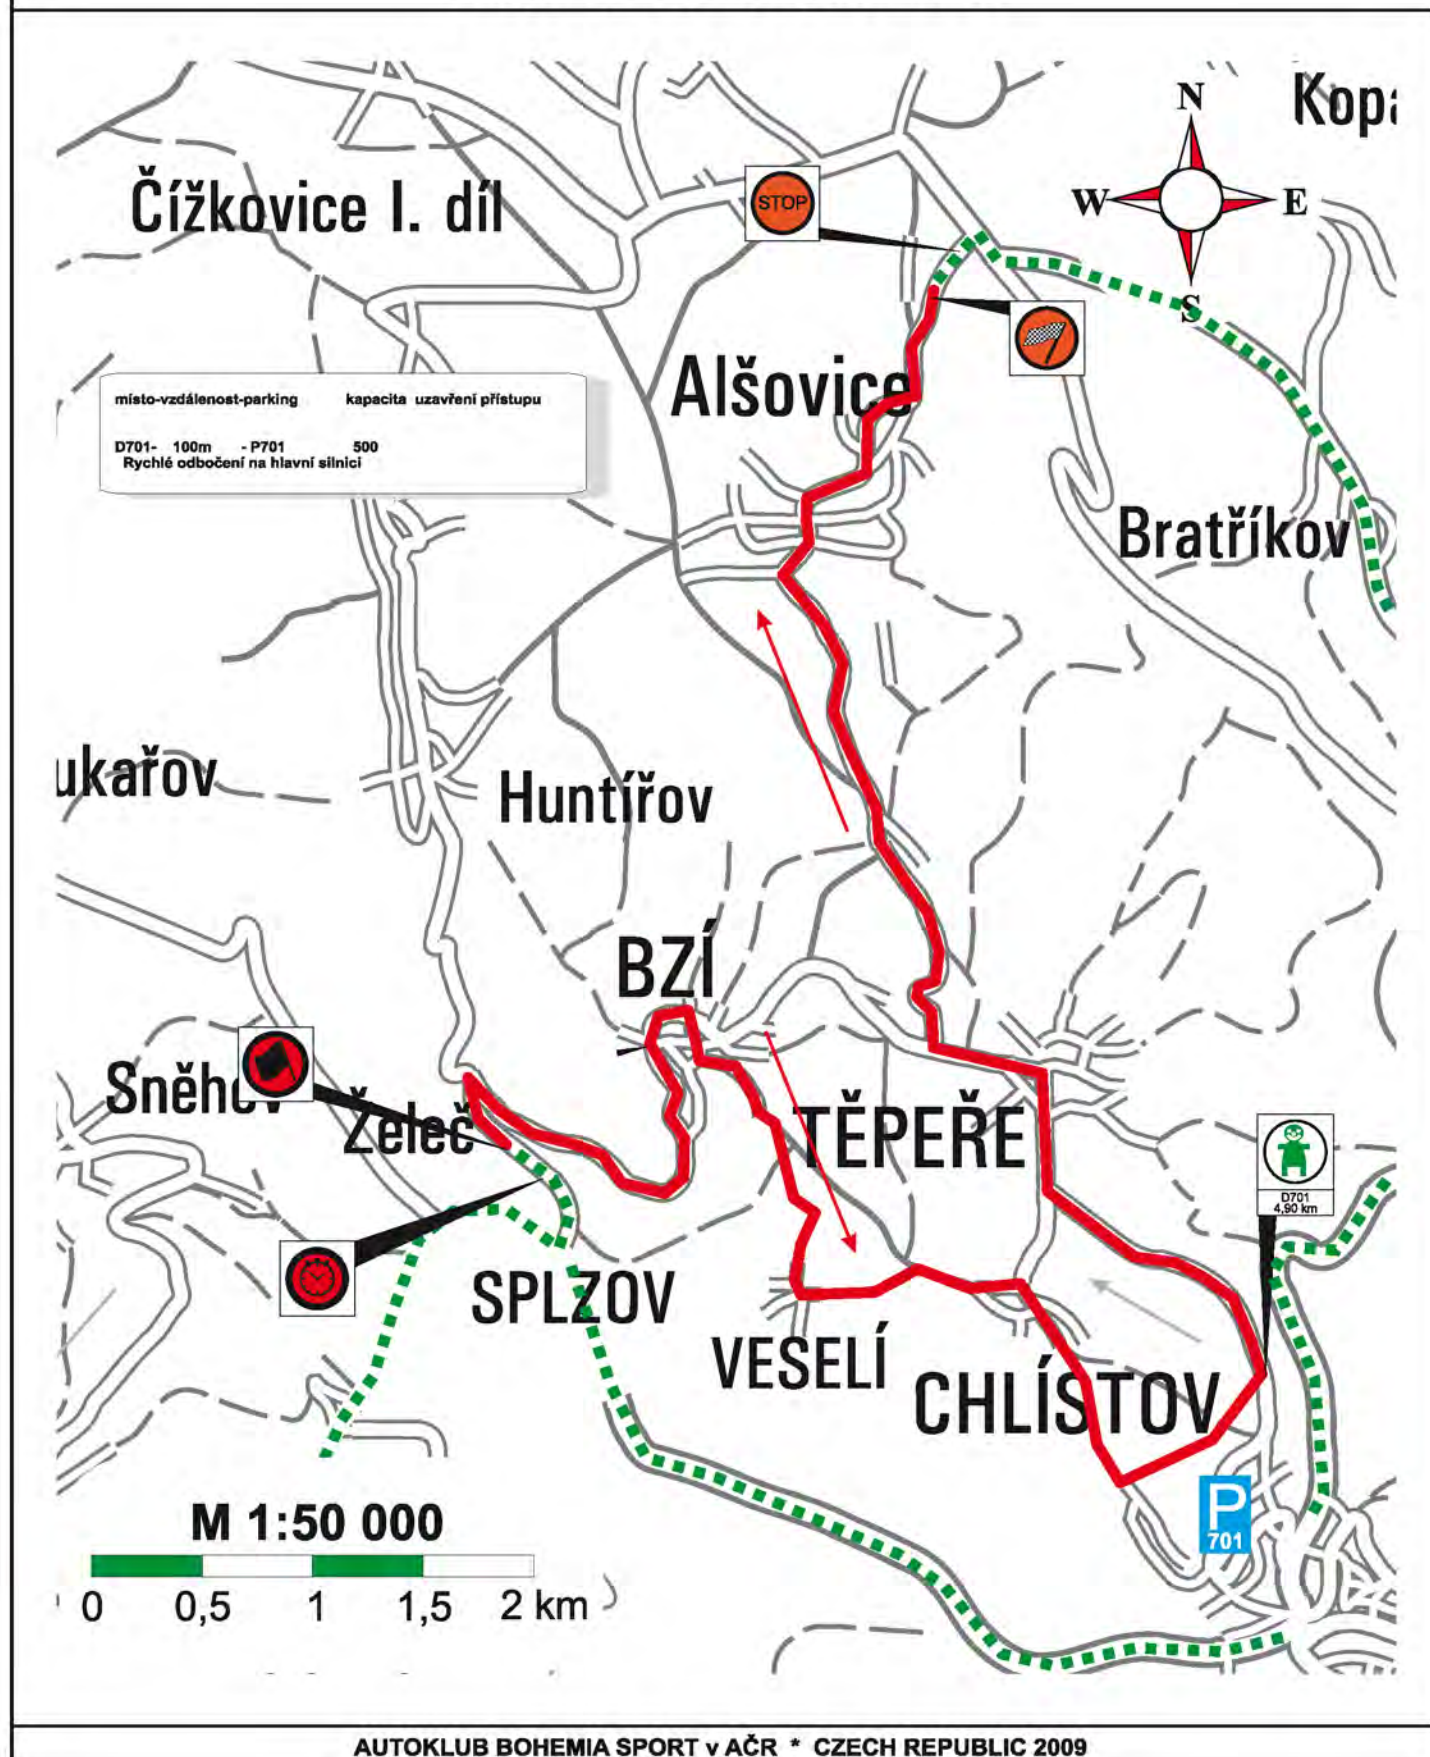 Kop
N
W
E
S
Čížkovice I. díl
STOP
Alšovice
místo-vzdálenost-parking kapacita uzavření přístupu
D701- 100m - P701 500
Rychlé odbočení na hlavní silnici
Bratříkov
ukařov
Huntířov
BZÍ
Sněhov
Želeč
TĚPEŘE
D701
4,90 km
SPLZOV
VESELÍ
CHLÍSTOV
P
701
M 1:50 000
0 0,5 1 1,5 2 km
AUTOKLUB BOHEMIA SPORT v AČR * CZECH REPUBLIC 2009